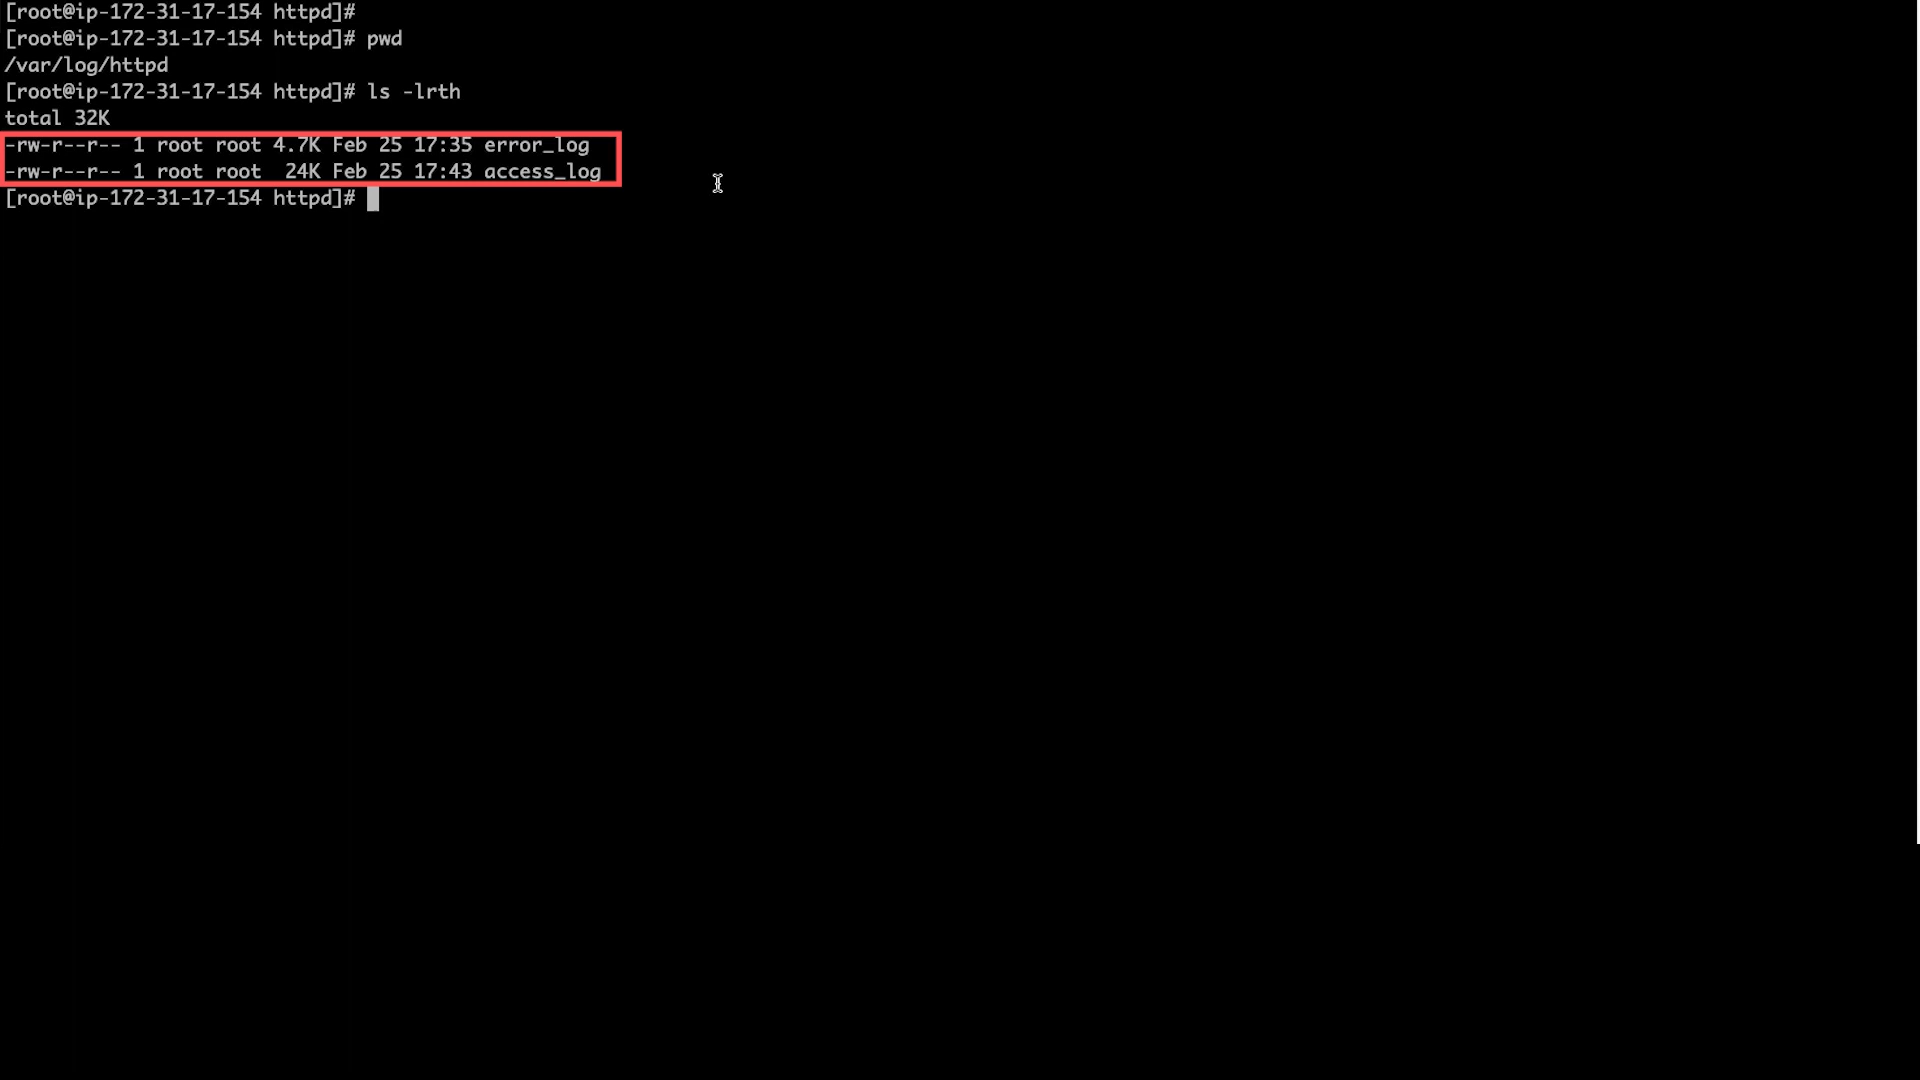 [root@ip-172-31-17-154 httpd]#
[root@ip-172-31-17-154 httpd]# pwd
/var/log/httpd
[root@ip-172-31-17-154 httpd]# ls -lrth
total 32K
-rw-r--r-- 1 root root 4.7K Feb 25 17:35 error_log
-rw-r--r-- 1 root root  24K Feb 25 17:43 access_log
[root@ip-172-31-17-154 httpd]#